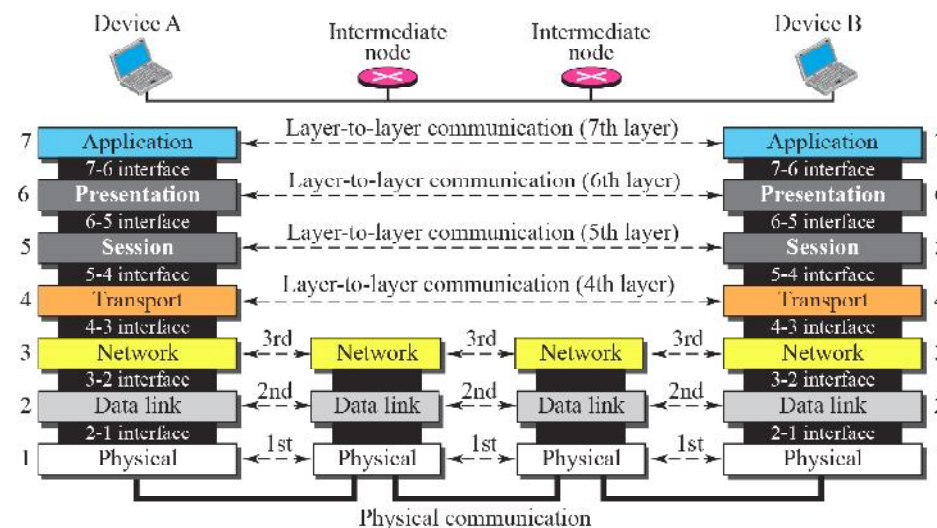 Device A
Intermediate
node
Intermediate
node
Device B
7 Application Layer-to-layer communication (7th layer) Application
7-6 interface 7-6 interface
6 Presentation Layer-to-layer communication (6th layer) Presentation
6-5 interface 6-5 interface
5 Session Layer-to-layer communication (5th layer) Session
5-4 interface 5-4 interface
4 Transport Layer-to-layer communication (4th layer) Transport
4-3 interface 4-3 interface
3 Network 3rd Network 3rd Network 3rd Network
3-2 interface 3-2 interface
2 Data link 2nd Data link 2nd Data link 2nd Data link
2-1 interface 2-1 interface
1 Physical 1st Physical 1st Physical 1st Physical
Physical communication